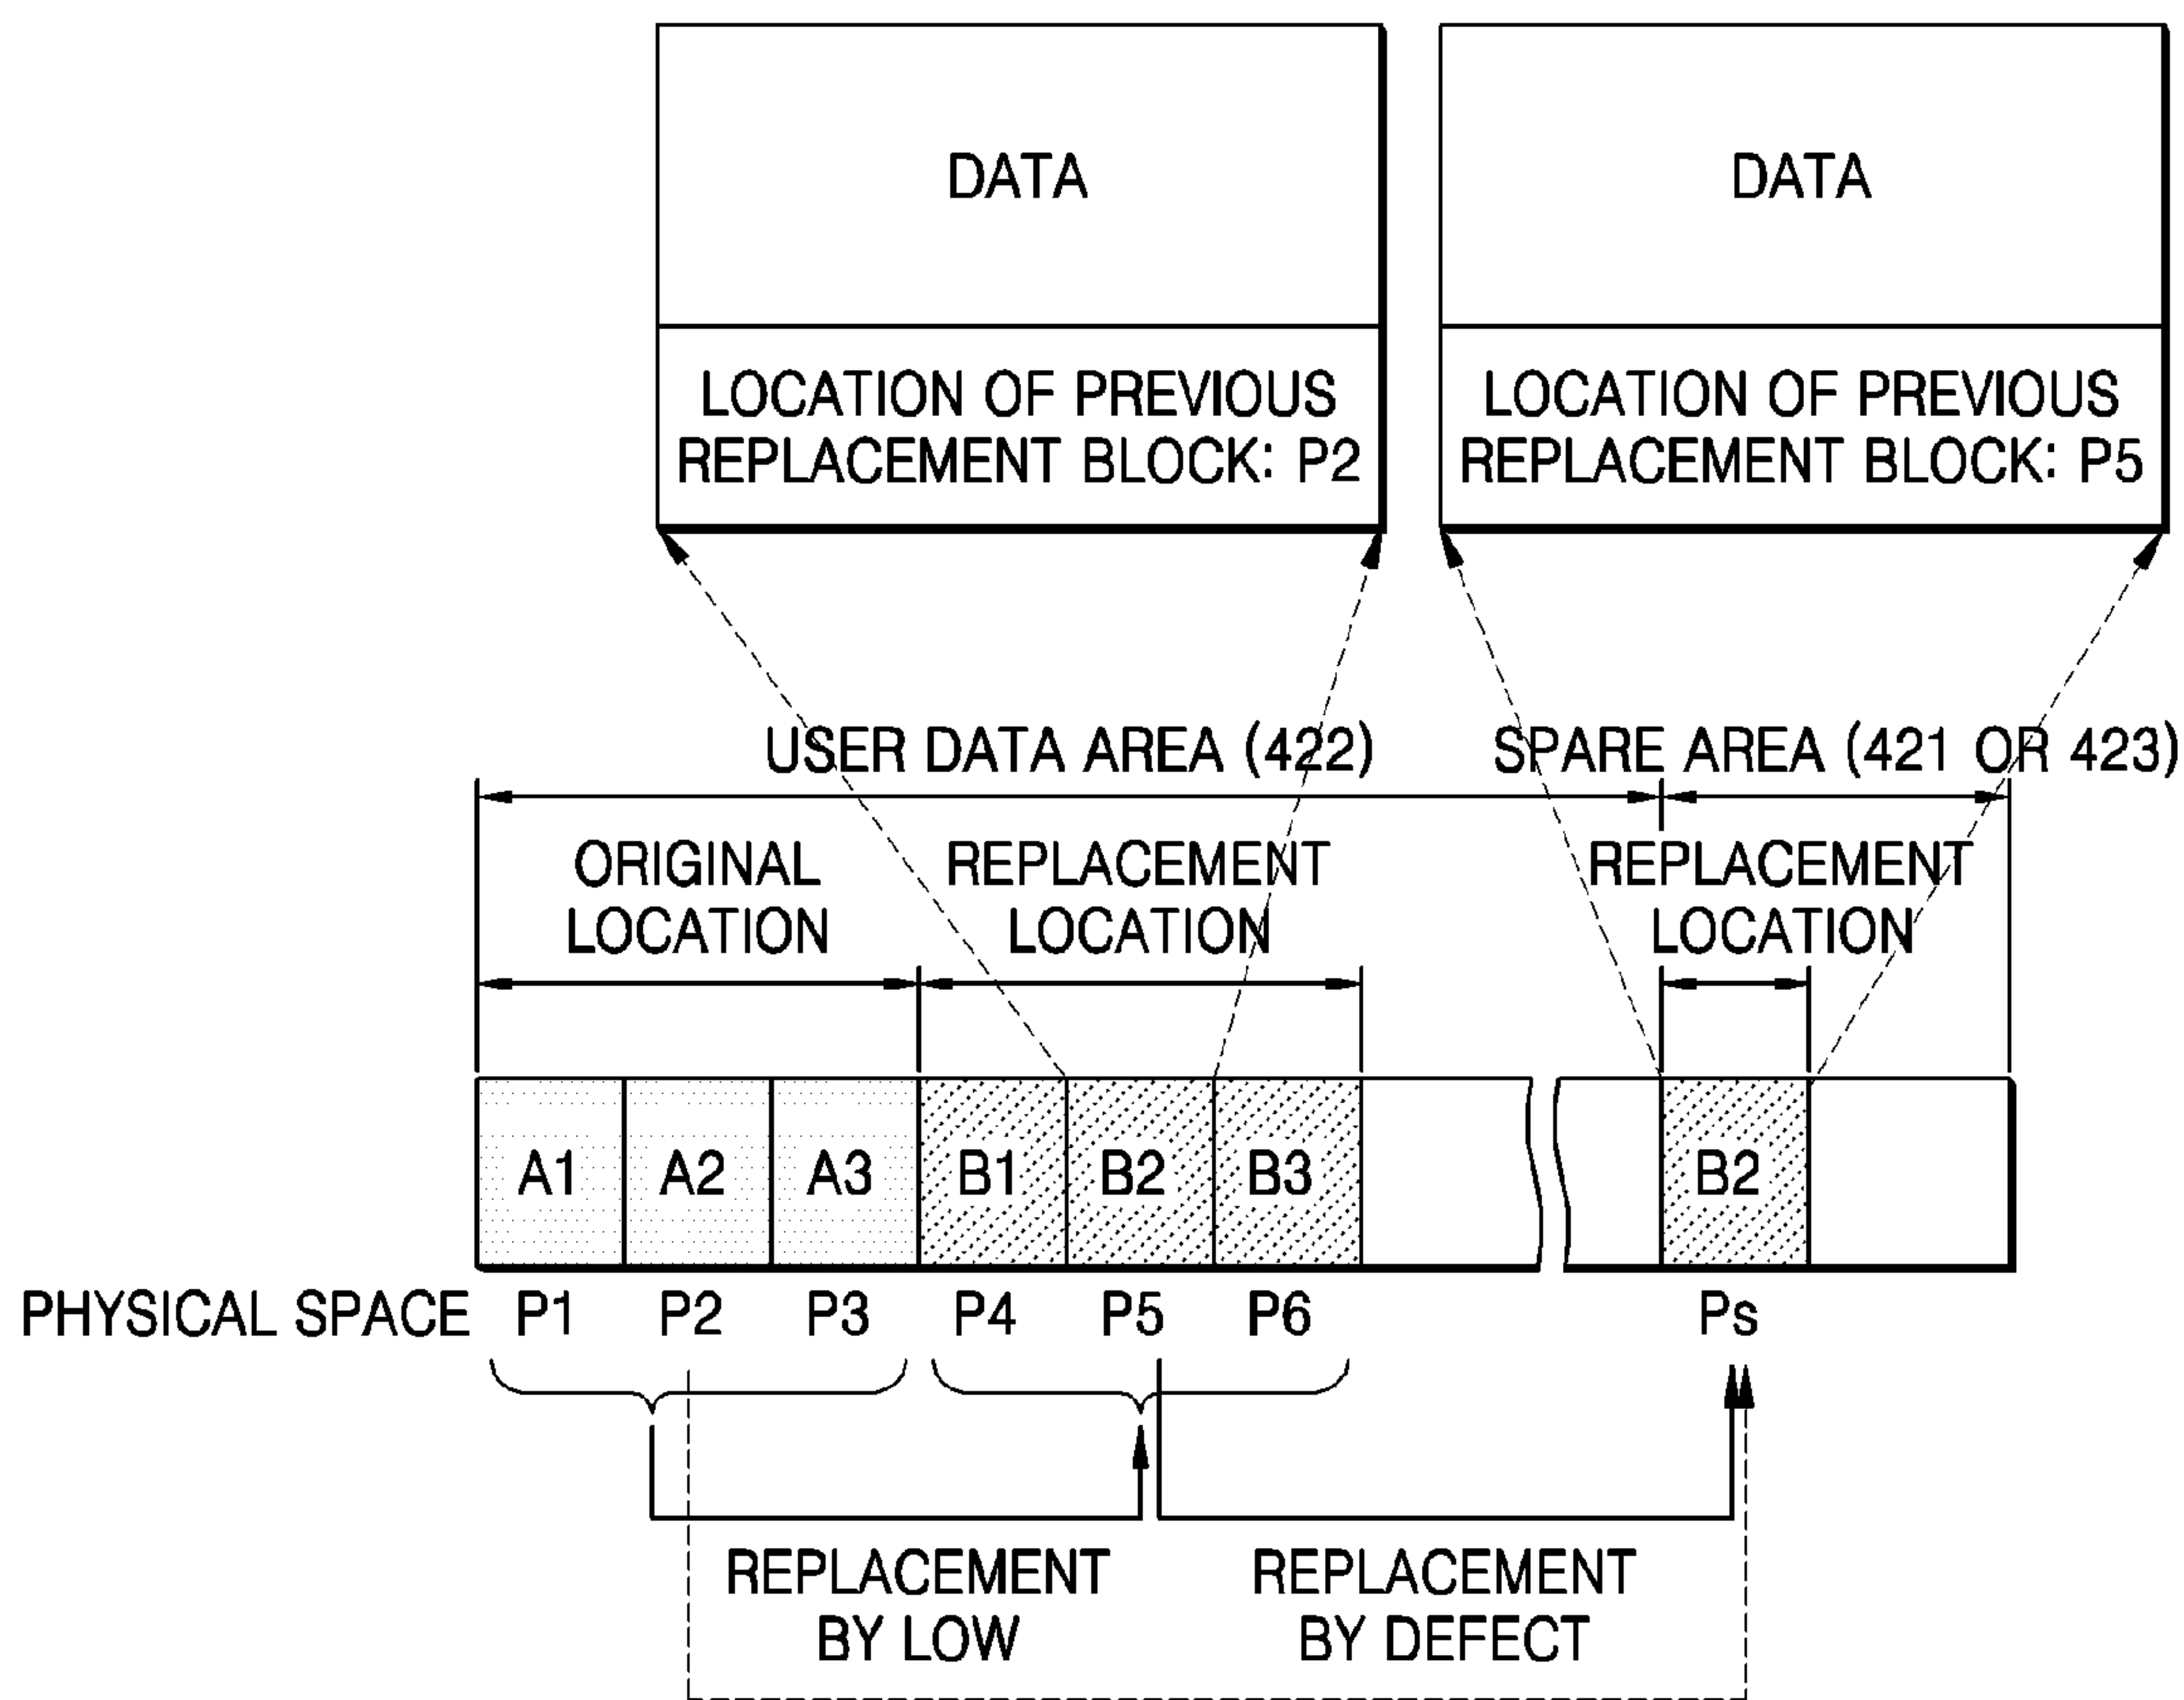 DATA
LOCATION OF PREVIOUS
REPLACEMENT BLOCK: P2
DATA
LOCATION OF PREVIOUS
REPLACEMENT BLOCK: P5
USER DATA AREA (422)
SPARE AREA (421 OR 423)
ORIGINAL
LOCATION
REPLACEMENT
LOCATION
REPLACEMENT
LOCATION
A1 A2 A3 B1 B2 B3 B2
PHYSICAL SPACE P1 P2 P3 P4 P5 P6 Ps
REPLACEMENT
BY LOW
REPLACEMENT
BY DEFECT